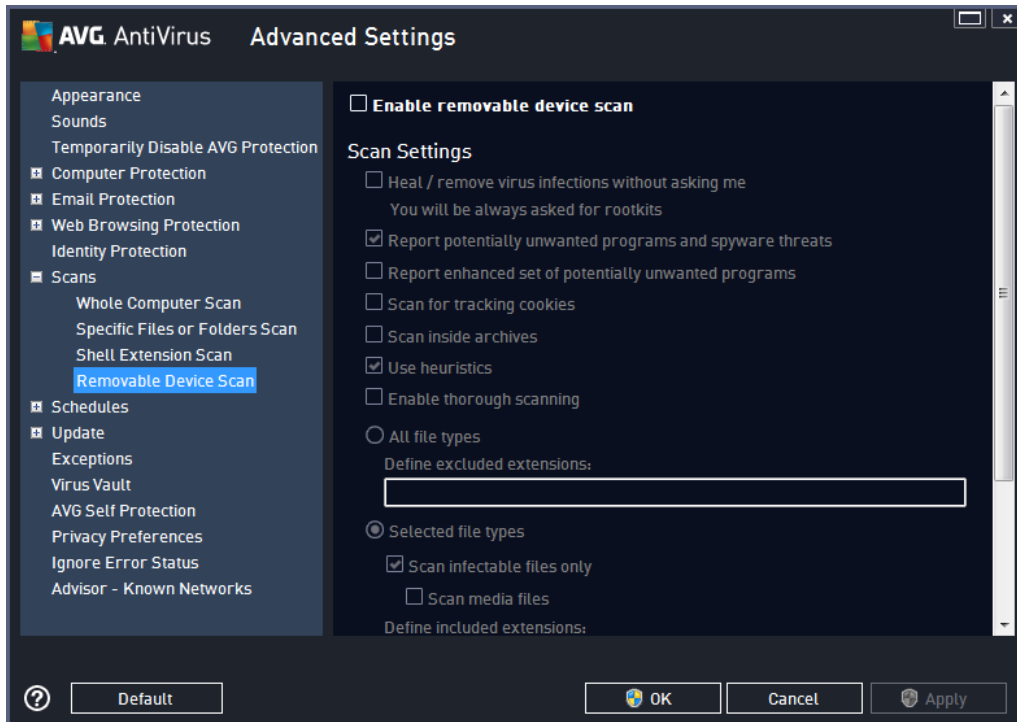 AVG AntiVirus Advanced Settings
Appearance
Sounds
Temporarily Disable AVG Protection
Computer Protection
Email Protection
Web Browsing Protection
Identity Protection
Scans
Whole Computer Scan
Specific Files or Folders Scan
Shell Extension Scan
Removable Device Scan
Schedules
Update
Exceptions
Virus Vault
AVG Self Protection
Privacy Preferences
Ignore Error Status
Advisor - Known Networks
Enable removable device scan
Scan Settings
Heal / remove virus infections without asking me
You will be always asked for rootkits
Report potentially unwanted programs and spyware threats
Report enhanced set of potentially unwanted programs
Scan for tracking cookies
Scan inside archives
Use heuristics
Enable thorough scanning
All file types
Define excluded extensions:
Selected file types
Scan infectable files only
Scan media files
Define included extensions:
? Default OK Cancel Apply